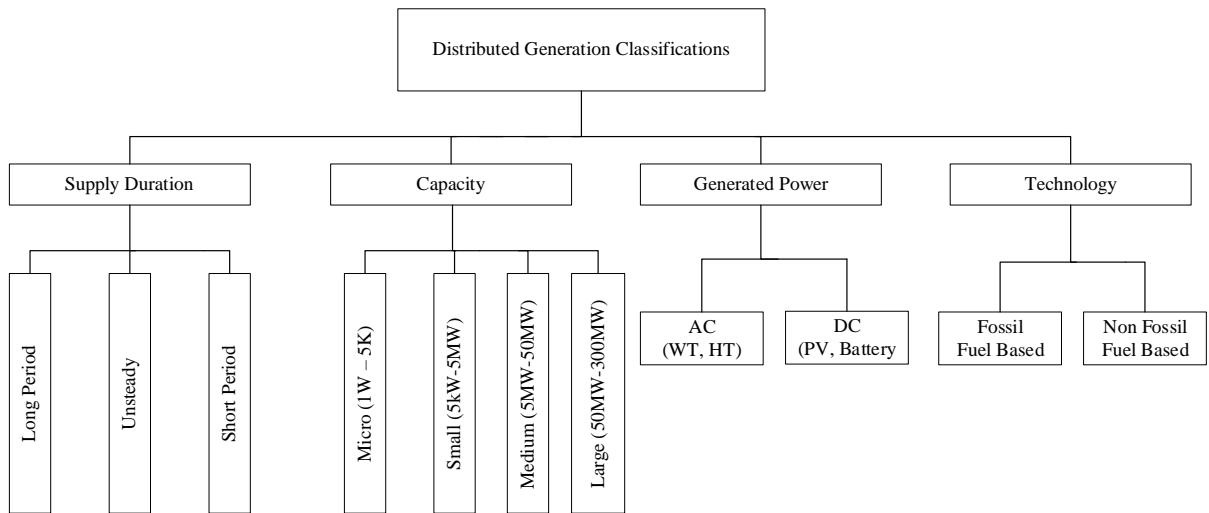 Distributed Generation Classifications
Supply Duration
Capacity
Generated Power
Technology
Long Period
Unsteady
Short Period
Micro (1W – 5K)
Small (5kW-5MW)
Medium (5MW-50MW)
Large (50MW-300MW)
AC
(WT, HT)
DC
(PV, Battery
Fossil
Fuel Based
Non Fossil
Fuel Based